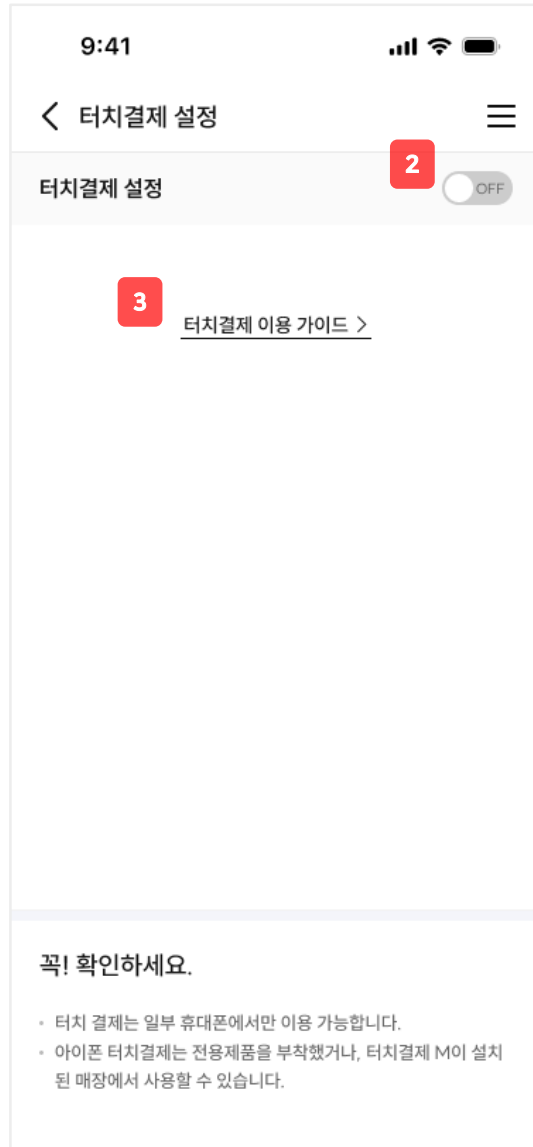 9:41
터치결제 설정
2
터치결제 설정
OFF
3
터치결제 이용 가이드 >
꼭! 확인하세요.
• 터치 결제는 일부 휴대폰에서만 이용 가능합니다.
• 아이폰 터치결제는 전용제품을 부착했거나, 터치결제 M이 설치
된 매장에서 사용할 수 있습니다.